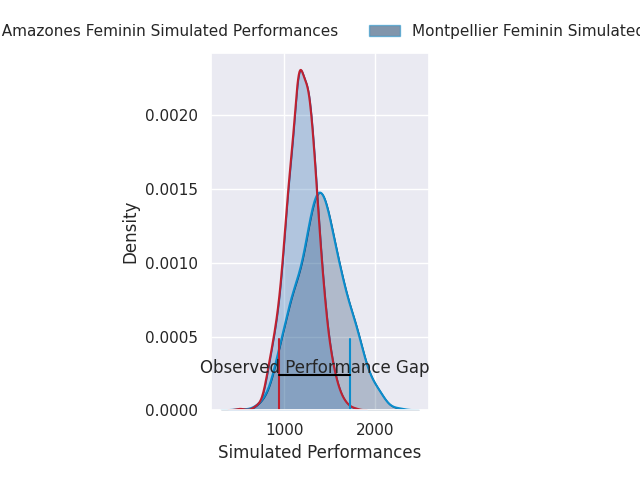 Amazones Feminin Simulated Performances
Montpellier Feminin Simulated
0.0020
0.0015
0.0010
0.0005
0.0000
Density
Observed Performance Gap
1000
2000
Simulated Performances